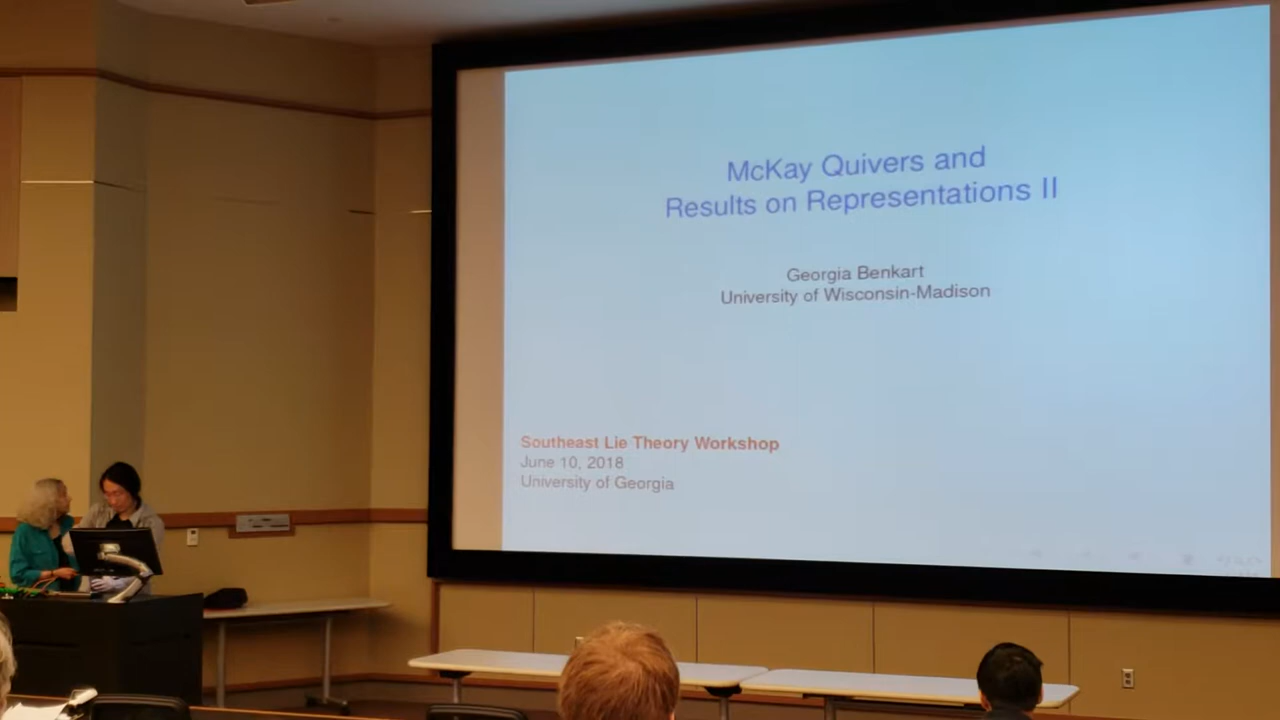 McKay Quivers and
Results on Representations II
Georgia Benkart
University of Wisconsin-Madison
Southeast Lie Theory Workshop
June 10, 2018
University of Georgia